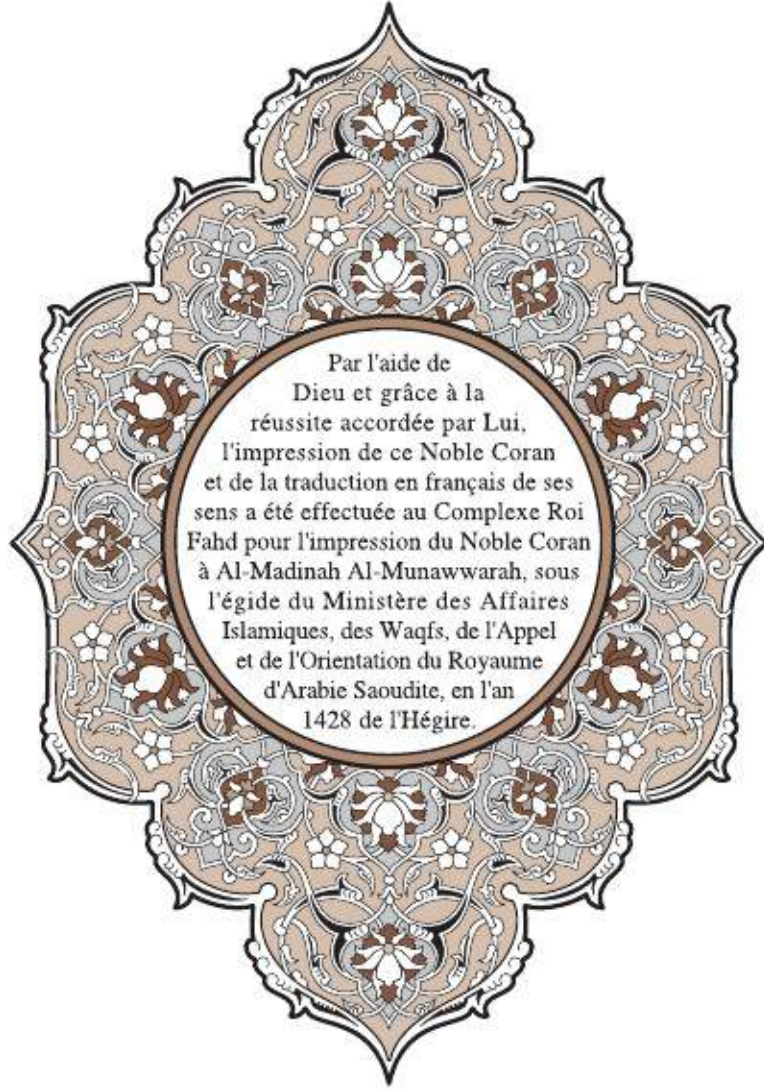 Par l'aide de
Dieu et grâce à la
réussite accordée par Lui,
l'impression de ce Noble Coran
et de la traduction en français de ses
sens a été effectuée au Complexe Roi
Fahd pour l'impression du Noble Coran
à Al-Madinah Al-Munawwarah, sous
l'égide du Ministère des Affaires
Islamiques, des Waqfs, de l'Appel
et de l'Orientation du Royaume
d'Arabie Saoudite, en l'an
1428 de l'Hégire.